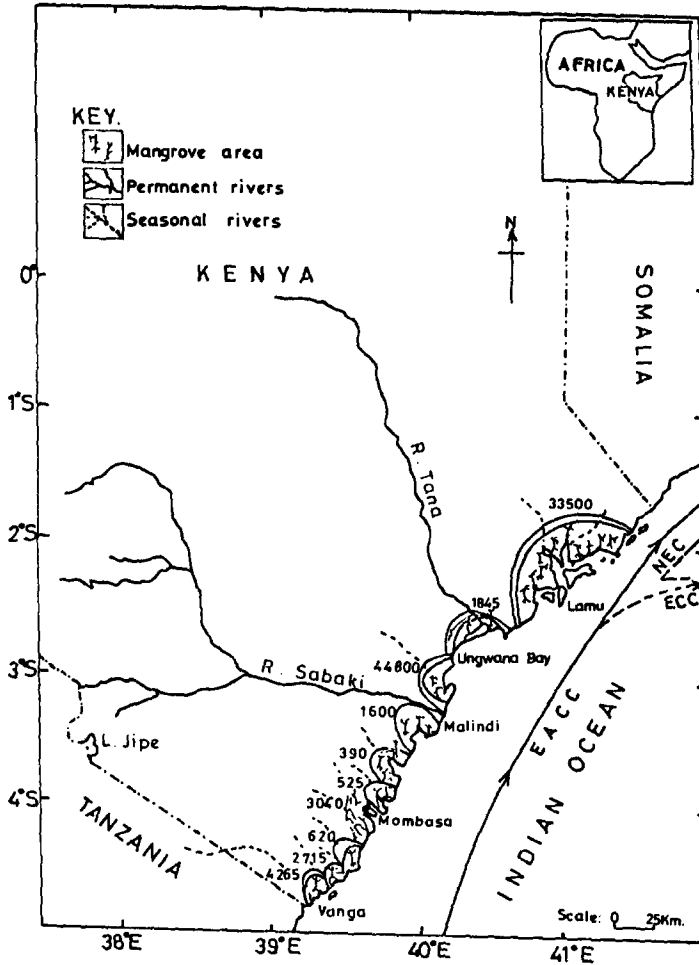 AFRICA
KENYA
KEY.
Mangrove area
Permanent rivers
Seasonal rivers
N
KENYA
SOMALIA
0°
1°S
2°S
3°S
4°S
R. Tana
33500
1845
Lamu
NEC
ECC
Ungwana Bay
44800
R. Sabaki
1600
Malindi
L. Jipe
390
525
3040
Mombasa
620
2715
4265
Vanga
TANZANIA
EACC
INDIAN OCEAN
Scale: 0 25Km.
38°E
39°E
40°E
41°E